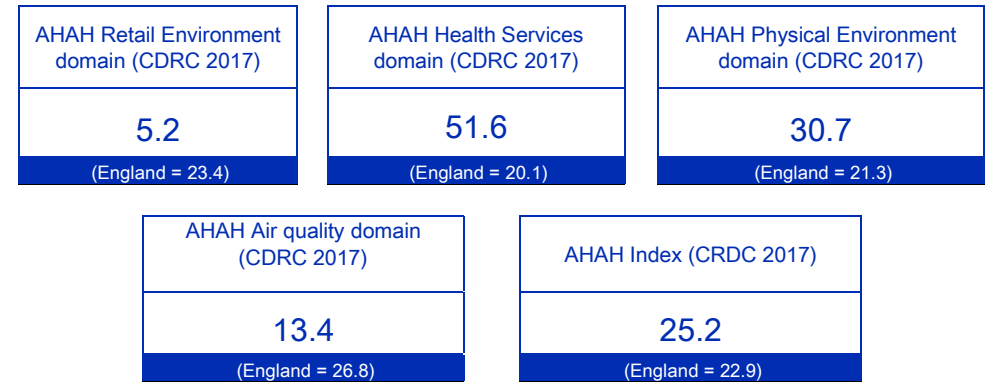 AHAH Retail Environment
domain (CDRC 2017)
5.2
(England = 23.4)
AHAH Health Services
domain (CDRC 2017)
51.6
(England = 20.1)
AHAH Physical Environment
domain (CDRC 2017)
30.7
(England = 21.3)
AHAH Air quality domain
(CDRC 2017)
13.4
(England = 26.8)
AHAH Index (CRDC 2017)
25.2
(England = 22.9)